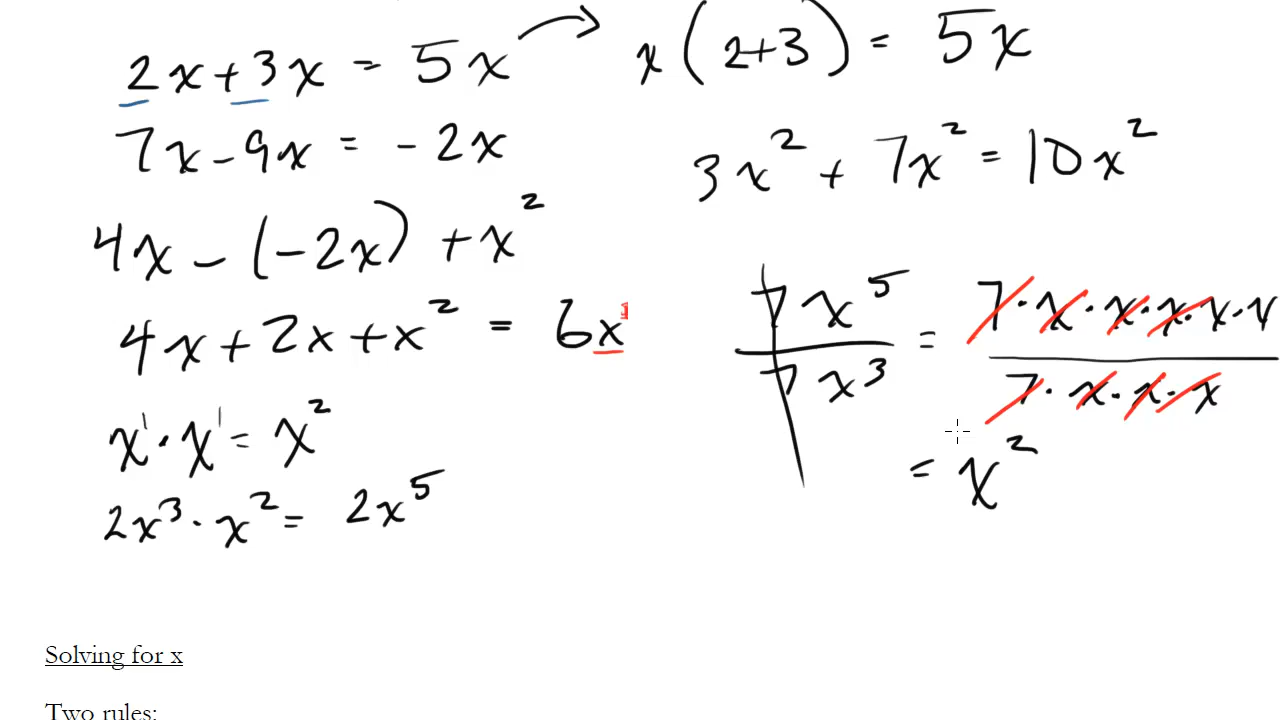 2x + 3x = 5x
x(2+3) = 5x
7x - 9x = -2x
3x² + 7x² = 10x²
4x - (-2x) + x²
4x + 2x + x² = 6x
x¹ · x¹ = x²
2x³ · x² = 2x⁵
7x⁵ / 7x³ = 7·x·x·x·x·x / 7·x·x·x
= x²
Solving for x
Two rules: